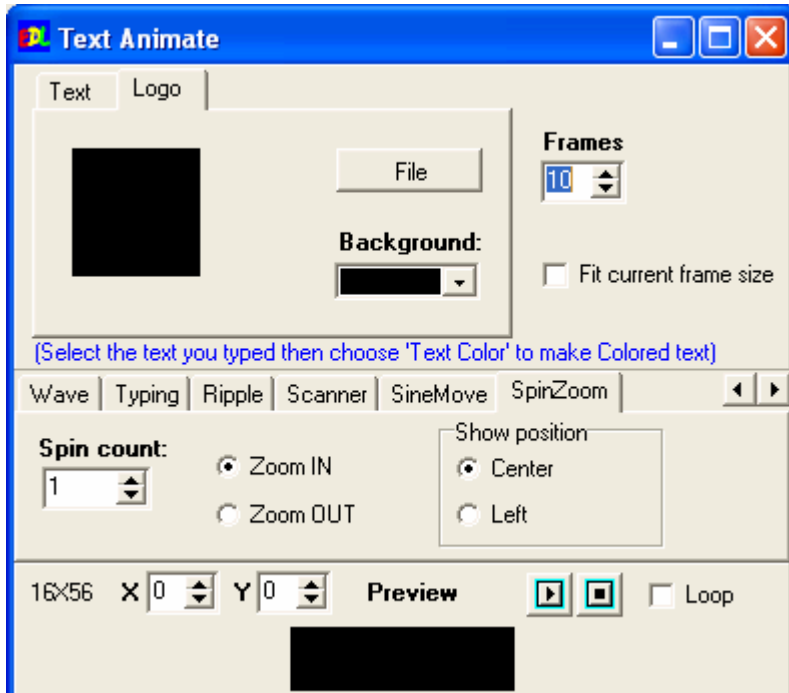 EDL Text Animate
Text Logo
File
Frames
10
Background:
Fit current frame size
(Select the text you typed then choose 'Text Color' to make Colored text)
Wave Typing Ripple Scanner SineMove SpinZoom
Spin count:
1
Zoom IN
Zoom OUT
Show position
Center
Left
16X56 X 0 Y 0 Preview Loop